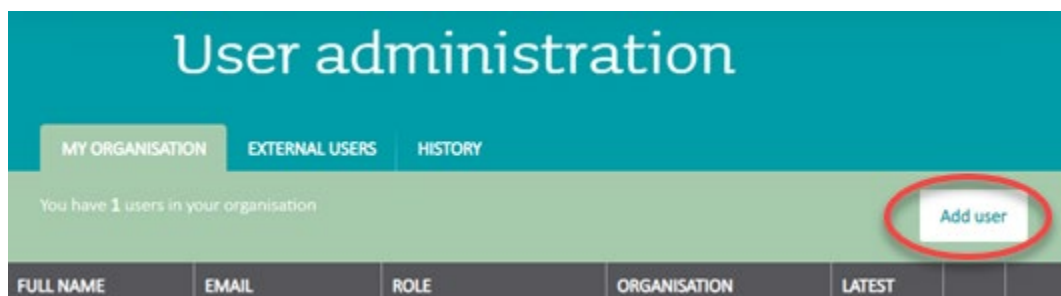 User administration
MY ORGANISATION EXTERNAL USERS HISTORY
You have 1 users in your organisation
Add user
FULL NAME EMAIL ROLE ORGANISATION LATEST